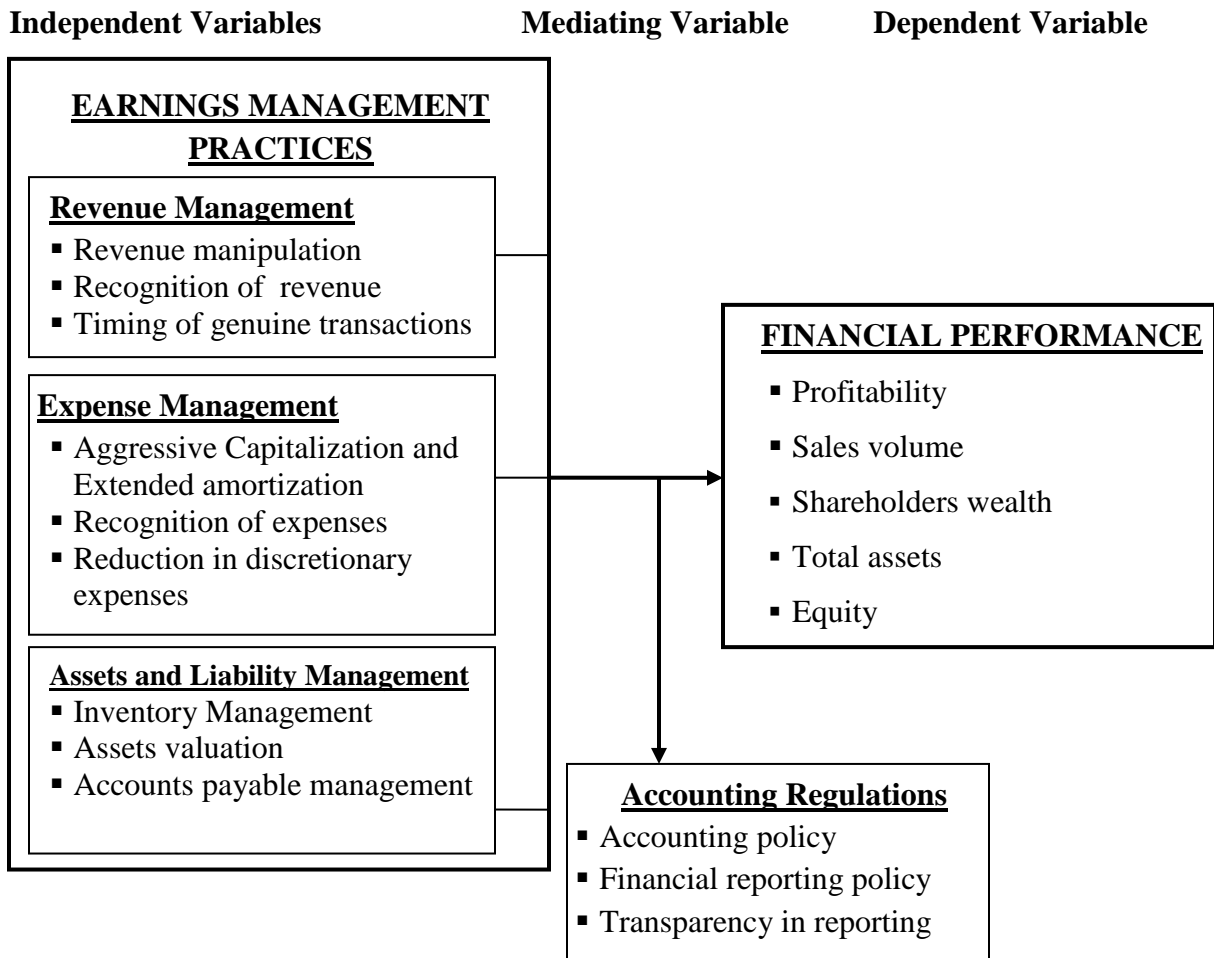 Independent Variables
Mediating Variable
Dependent Variable
EARNINGS MANAGEMENT
PRACTICES
Revenue Management
▪ Revenue manipulation
▪ Recognition of revenue
▪ Timing of genuine transactions
Expense Management
▪ Aggressive Capitalization and
Extended amortization
▪ Recognition of expenses
▪ Reduction in discretionary
expenses
Assets and Liability Management
▪ Inventory Management
▪ Assets valuation
▪ Accounts payable management
FINANCIAL PERFORMANCE
▪ Profitability
▪ Sales volume
▪ Shareholders wealth
▪ Total assets
▪ Equity
Accounting Regulations
▪ Accounting policy
▪ Financial reporting policy
▪ Transparency in reporting